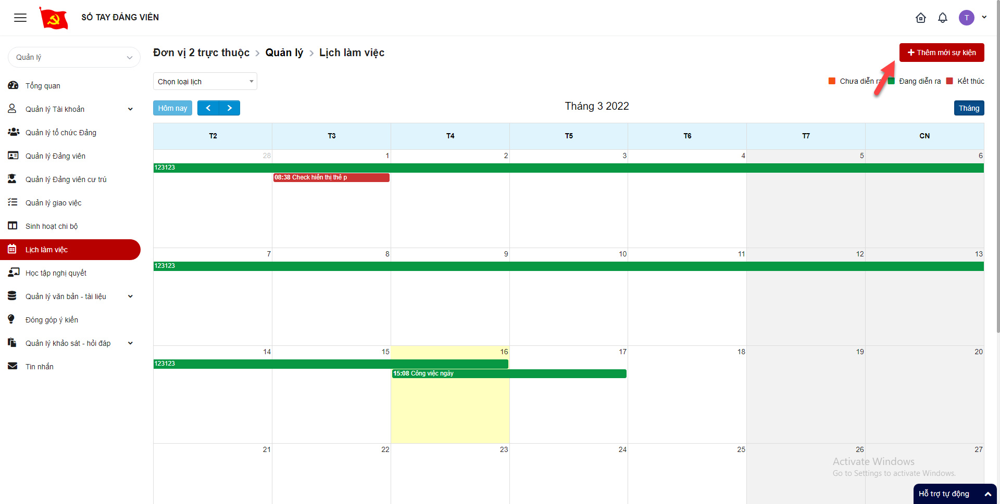 SỔ TAY ĐẢNG VIÊN
T
Quản lý
Tổng quan
Quản lý Tài khoản
Quản lý tổ chức Đảng
Quản lý Đảng viên
Quản lý Đảng viên cư trú
Quản lý giao việc
Sinh hoạt chi bộ
Lịch làm việc
Học tập nghị quyết
Quản lý văn bản - tài liệu
Đóng góp ý kiến
Quản lý khảo sát - hỏi đáp
Tin nhắn
Đơn vị 2 trực thuộc > Quản lý > Lịch làm việc
Thêm mới sự kiện
Chọn loại lịch
Chưa diễn ra Đang diễn ra Kết thúc
Hôm nay
Tháng 3 2022
Tháng
T2 T3 T4 T5 T6 T7 CN
28 1 2 3 4 5 6
123123
08:38 Check hiển thị thẻ p
7 8 9 10 11 12 13
123123
14 15 16 17 18 19 20
123123
15:08 Công việc ngày
21 22 23 24 25 26 27
Activate Windows
Go to Settings to activate Windows.
Hỗ trợ tự động